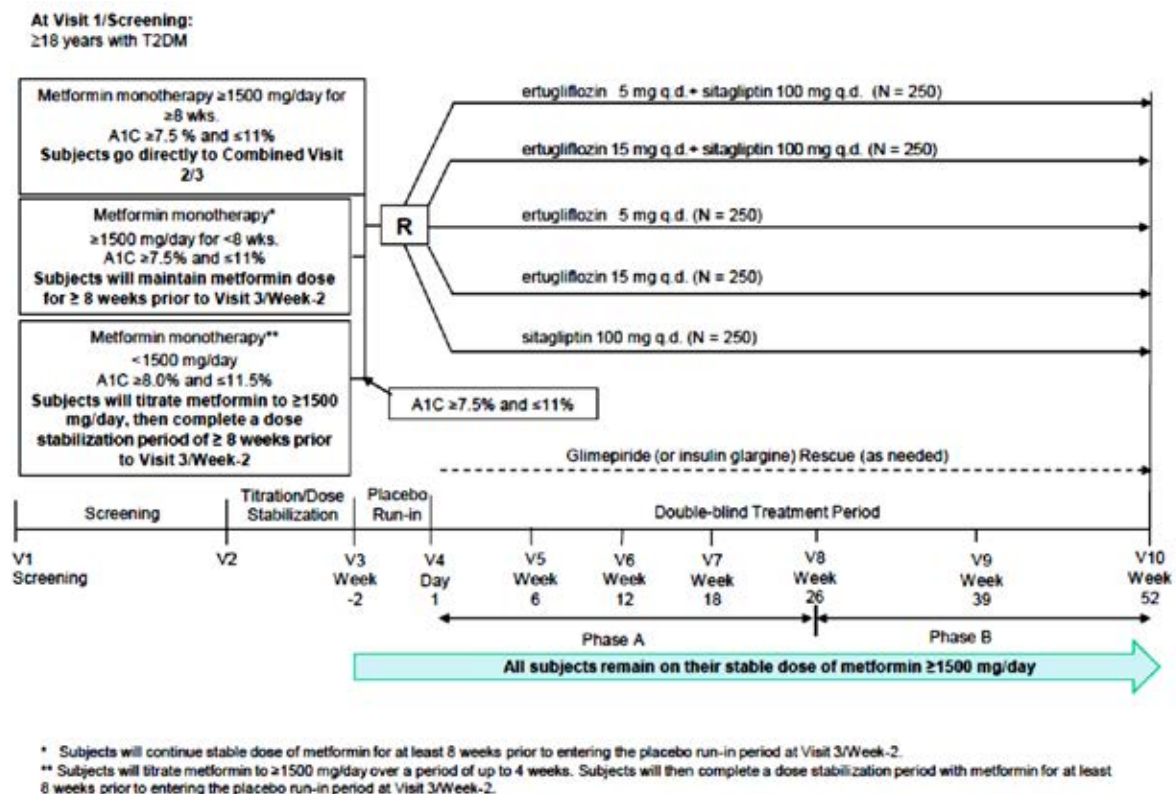 At Visit 1/Screening:
≥18 years with T2DM
Metformin monotherapy ≥1500 mg/day for
≥8 wks.
A1C ≥7.5 % and ≤11%
Subjects go directly to Combined Visit
2/3
Metformin monotherapy*
≥1500 mg/day for <8 wks.
A1C ≥7.5% and ≤11%
Subjects will maintain metformin dose
for ≥ 8 weeks prior to Visit 3/Week-2
Metformin monotherapy**
<1500 mg/day
A1C ≥8.0% and ≤11.5%
Subjects will titrate metformin to ≥1500
mg/day, then complete a dose
stabilization period of ≥ 8 weeks prior
to Visit 3/Week-2
R
ertugliflozin 5 mg q.d.+ sitagliptin 100 mg q.d. (N = 250)
ertugliflozin 15 mg q.d.+ sitagliptin 100 mg q.d. (N = 250)
ertugliflozin 5 mg q.d. (N = 250)
ertugliflozin 15 mg q.d. (N = 250)
sitagliptin 100 mg q.d. (N = 250)
A1C ≥7.5% and ≤11%
Glimepiride (or insulin glargine) Rescue (as needed)
Screening
Titration/Dose
Stabilization
Placebo
Run-in
Double-blind Treatment Period
V1
Screening
V2
V3
Week
-2
V4
Day
1
V5
Week
6
V6
Week
12
V7
Week
18
V8
Week
26
V9
Week
39
V10
Week
52
Phase A
Phase B
All subjects remain on their stable dose of metformin ≥1500 mg/day
* Subjects will continue stable dose of metformin for at least 8 weeks prior to entering the placebo run-in period at Visit 3/Week-2.
** Subjects will titrate metformin to ≥1500 mg/day over a period of up to 4 weeks. Subjects will then complete a dose stabilization period with metformin for at least
8 weeks prior to entering the placebo run-in period at Visit 3/Week-2.